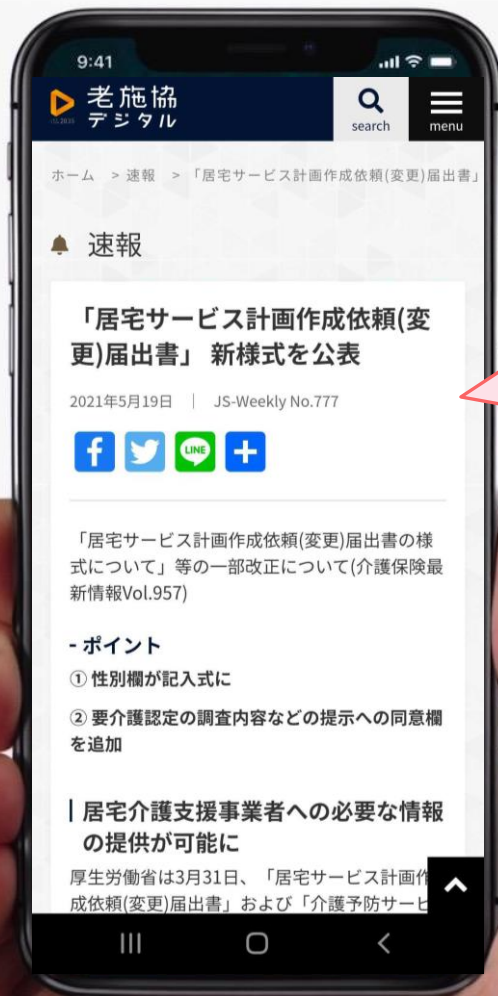 9:41
老施協
デジタル
search
menu
ホーム > 速報 > 「居宅サービス計画作成依頼(変更)届出書」
速報
「居宅サービス計画作成依頼(変
更)届出書」 新様式を公表
2021年5月19日 | JS-Weekly No.777
f
LINE
+
「居宅サービス計画作成依頼(変更)届出書の様
式について」等の一部改正について(介護保険最
新情報Vol.957)
- ポイント
① 性別欄が記入式に
② 要介護認定の調査内容などの提示への同意欄
を追加
居宅介護支援事業者への必要な情報
の提供が可能に
厚生労働省は3月31日、「居宅サービス計画作
成依頼(変更)届出書」および「介護予防サービ